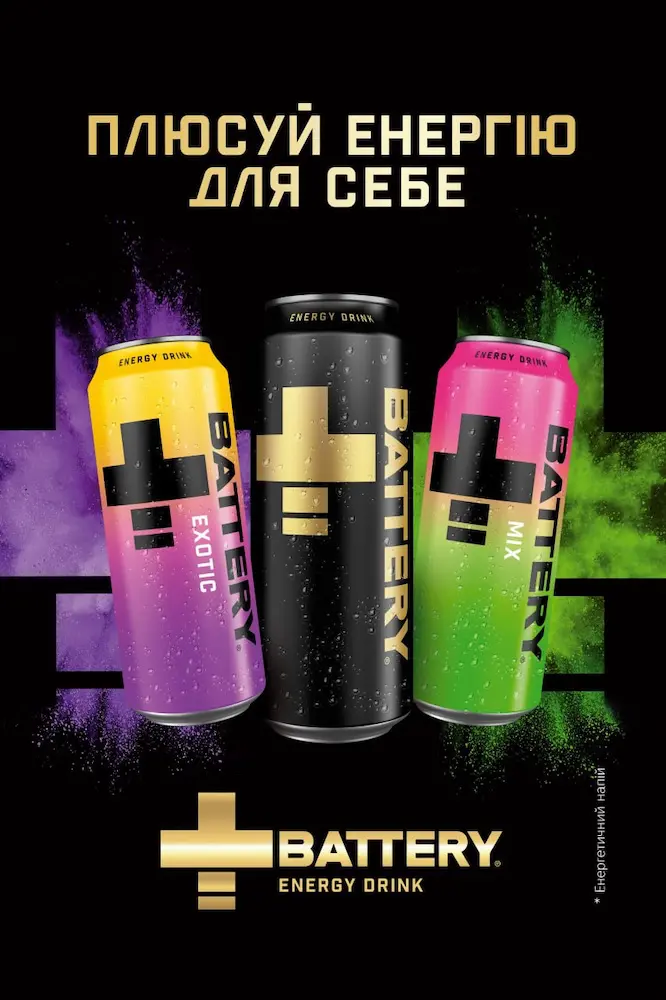 ПЛЮСУЙ ЕНЕРГІЮ
ДЛЯ СЕБЕ
ENERGY DRINK
BATTERY
EXOTIC
ENERGY DRINK
BATTERY
ENERGY DRINK
BATTERY
MIX
BATTERY
ENERGY DRINK
* Енергетичний напій